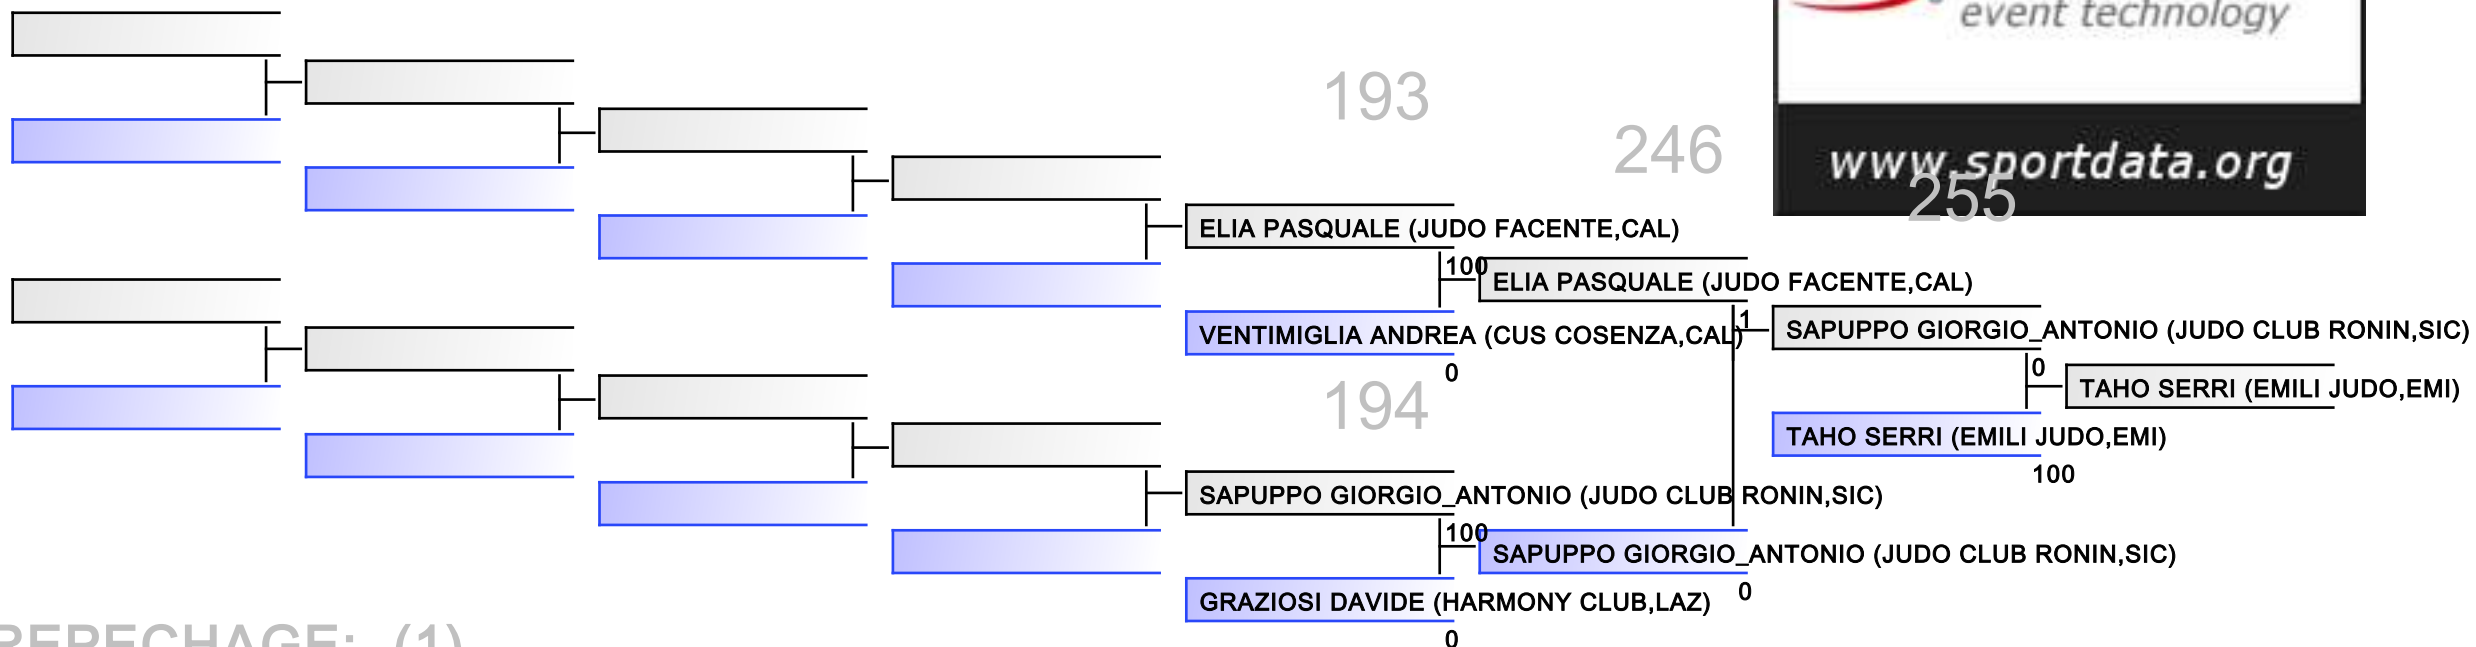 event technology
www.sportdata.org
193
246
255
ELIA PASQUALE (JUDO FACENTE,CAL)
100
ELIA PASQUALE (JUDO FACENTE,CAL)
VENTIMIGLIA ANDREA (CUS COSENZA,CAL)
1
SAPUPPO GIORGIO_ANTONIO (JUDO CLUB RONIN,SIC)
0
0
TAHO SERRI (EMILI JUDO,EMI)
194
TAHO SERRI (EMILI JUDO,EMI)
100
SAPUPPO GIORGIO_ANTONIO (JUDO CLUB RONIN,SIC)
100
SAPUPPO GIORGIO_ANTONIO (JUDO CLUB RONIN,SIC)
0
GRAZIOSI DAVIDE (HARMONY CLUB,LAZ)
0
REPECHAGE: (1)